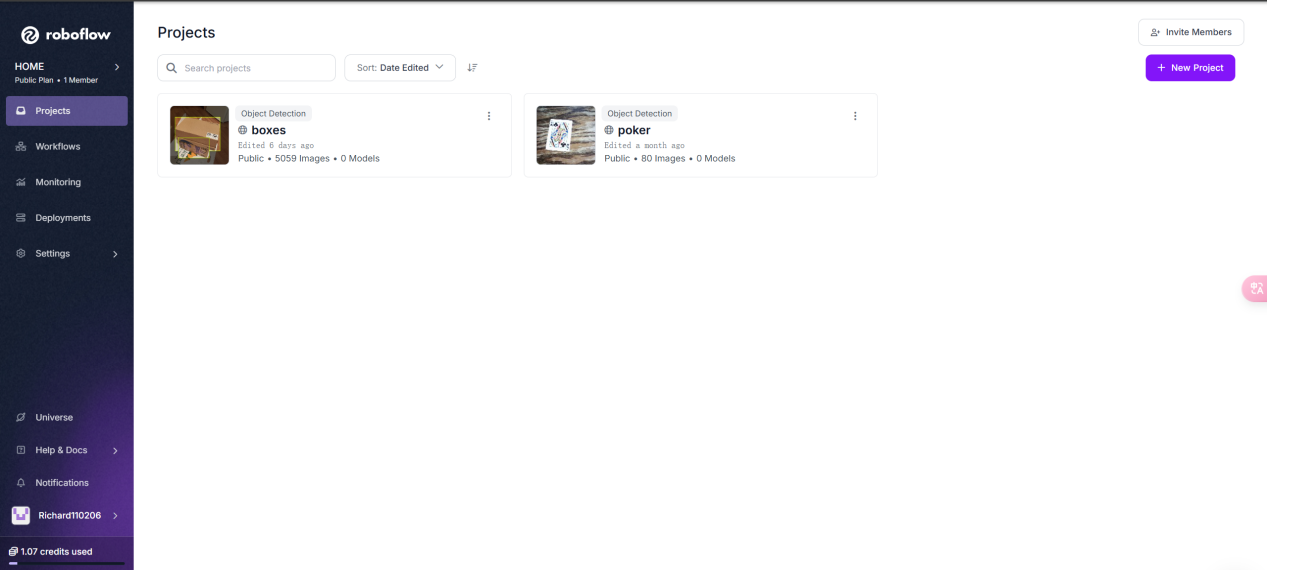 roboflow
HOME
Public Plan • 1 Member
Projects
Workflows
Monitoring
Deployments
Settings
Universe
Help & Docs
Notifications
Richard110206
1.07 credits used
Projects
Invite Members
Search projects
Sort: Date Edited
+ New Project
Object Detection
boxes
Edited 6 days ago
Public • 5059 Images • 0 Models
Object Detection
poker
Edited a month ago
Public • 80 Images • 0 Models